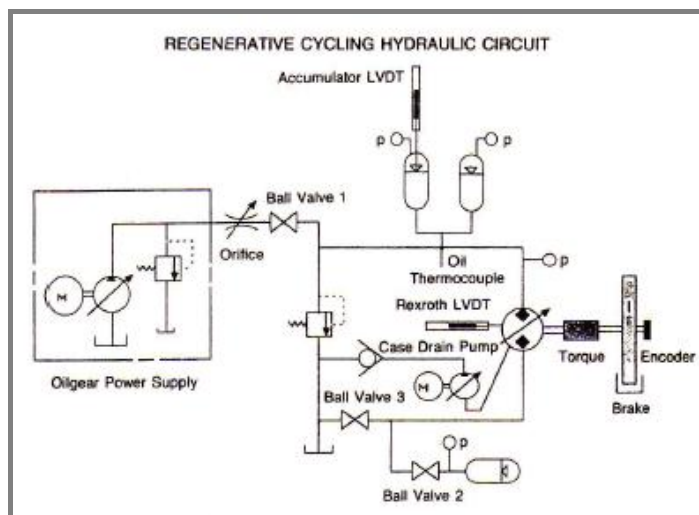 REGENERATIVE CYCLING HYDRAULIC CIRCUIT
Accumulator LVDT
p
p
Ball Valve 1
Orifice
Oil
Thermocouple
p
Rexroth LVDT
M
Case Drain Pump
Torque
Encoder
Oilgear Power Supply
M
Ball Valve 3
Brake
p
Ball Valve 2